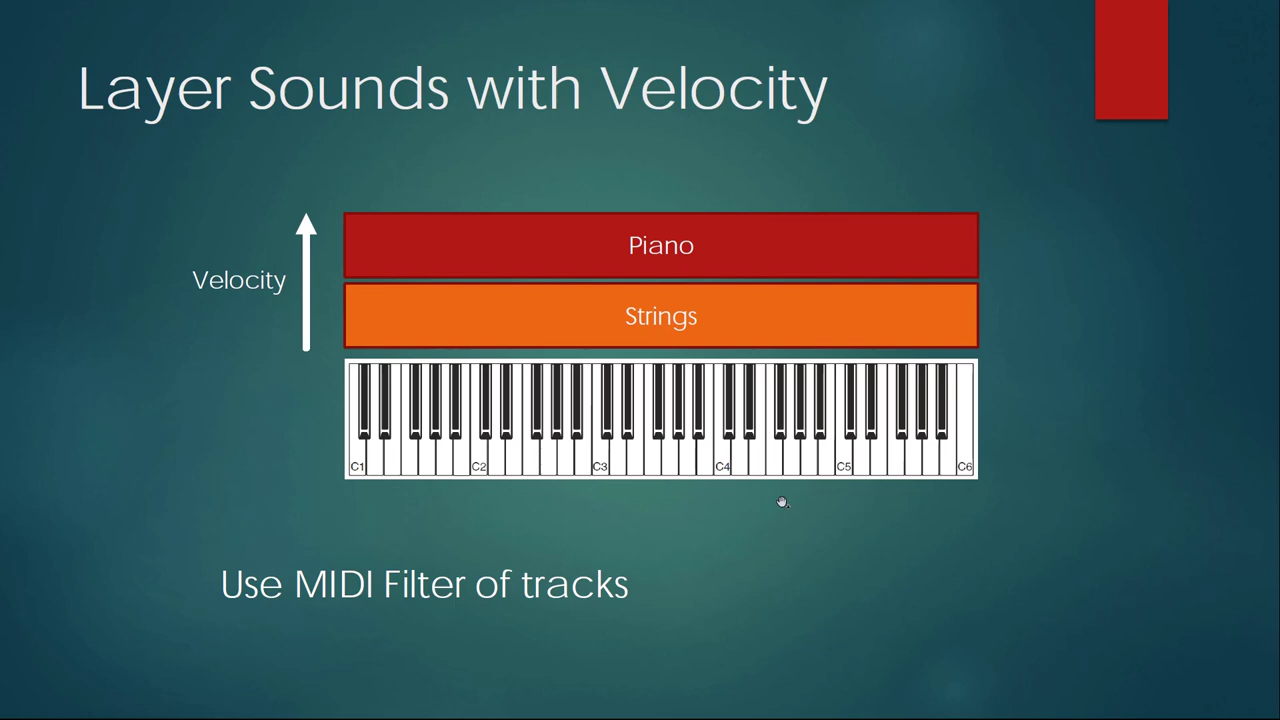 Layer Sounds with Velocity
Piano
Velocity
Strings
C1 C2 C3 C4 C5 C6
Use MIDI Filter of tracks